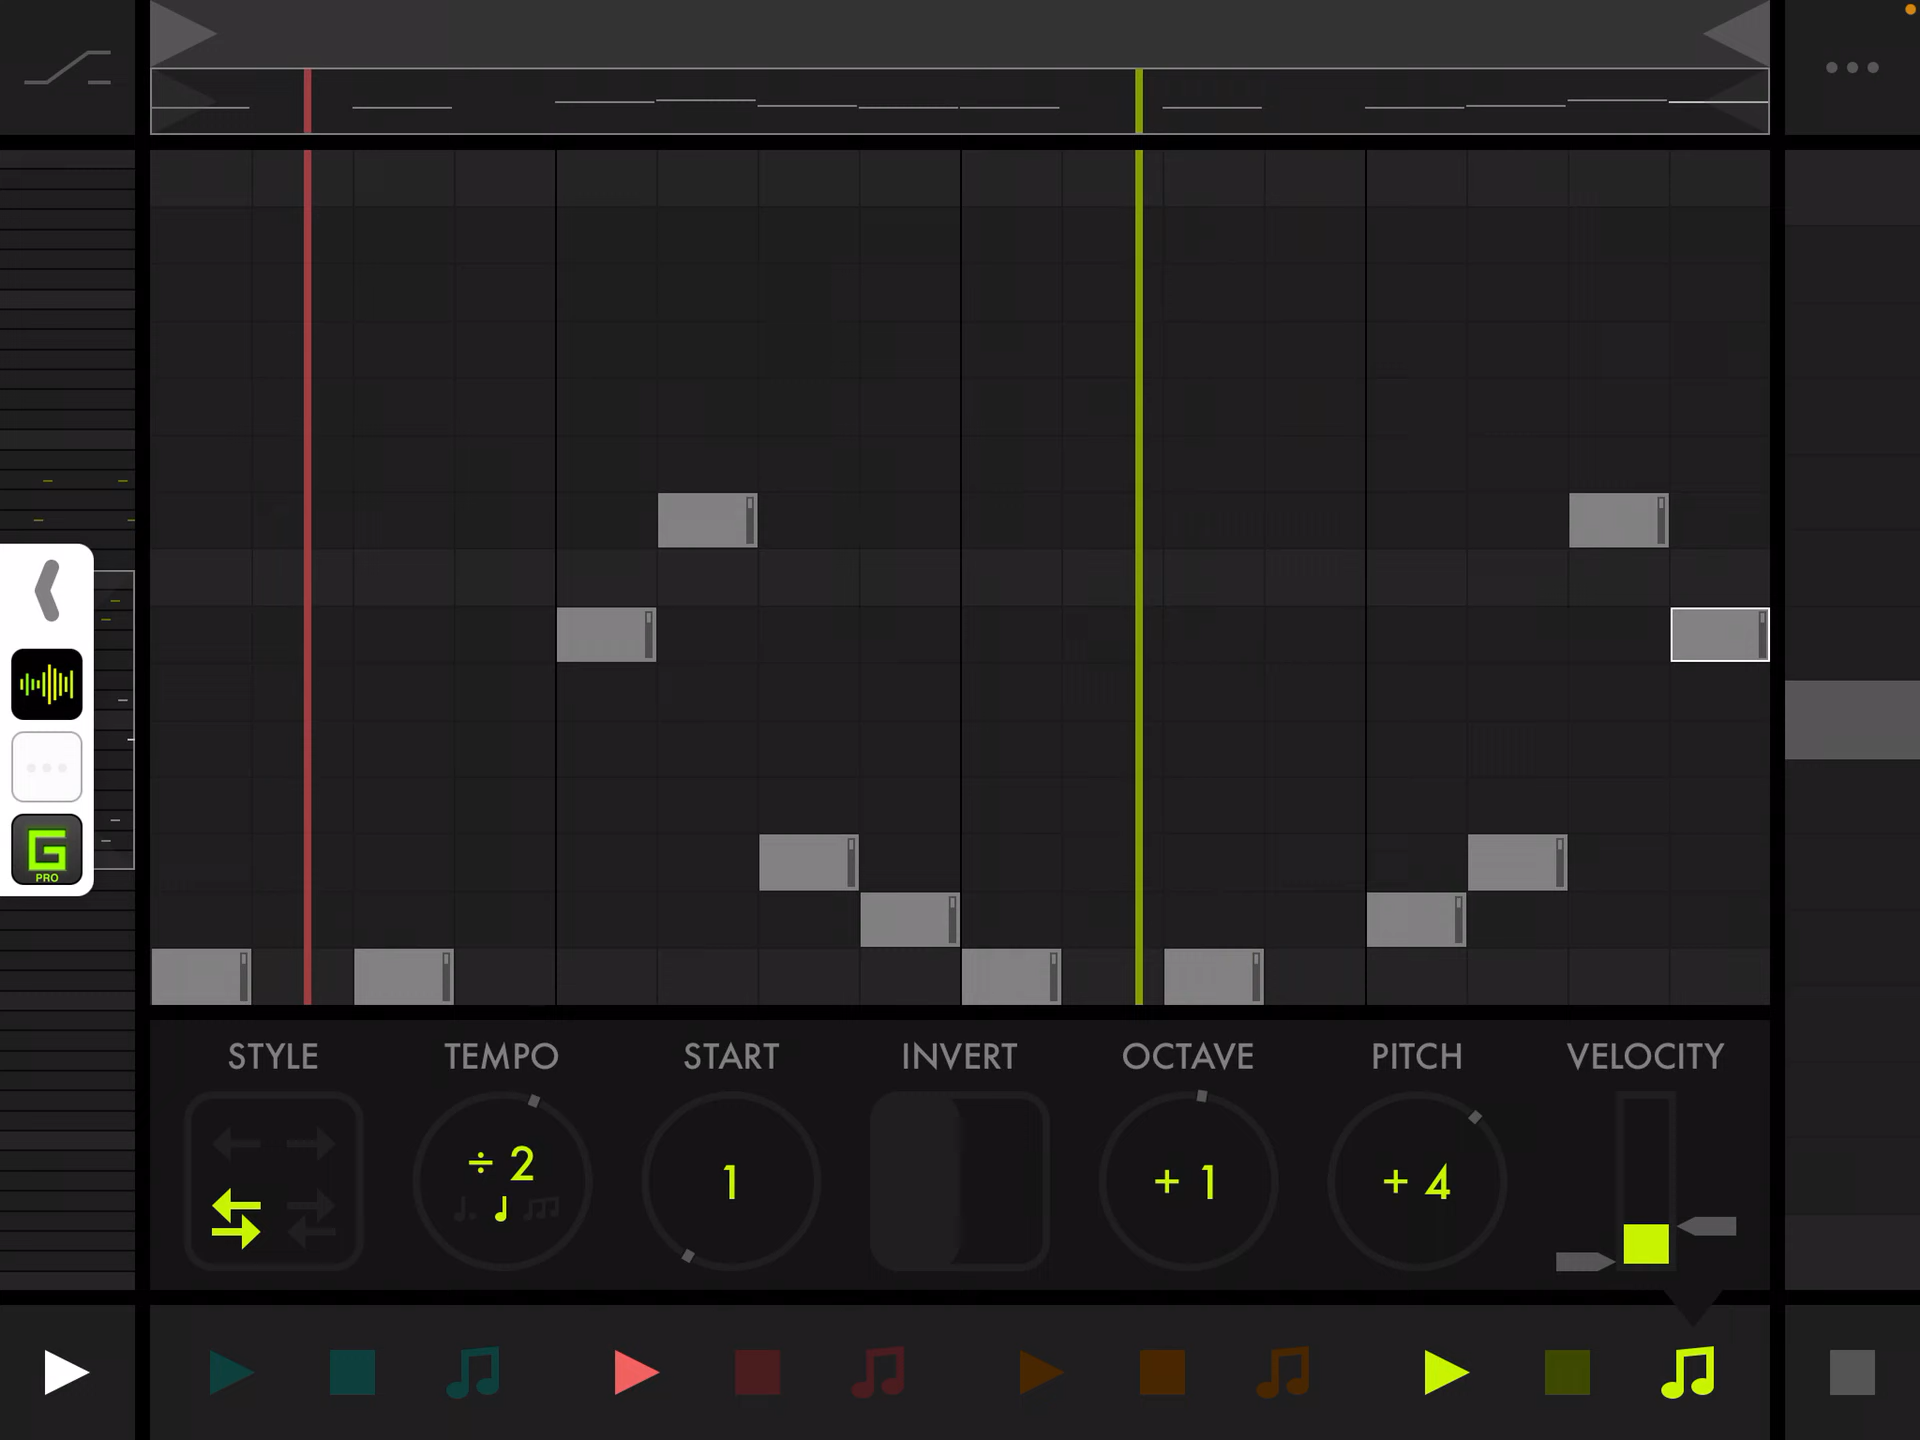 G
PRO
STYLE TEMPO START INVERT OCTAVE PITCH VELOCITY
÷ 2 1 + 1 + 4